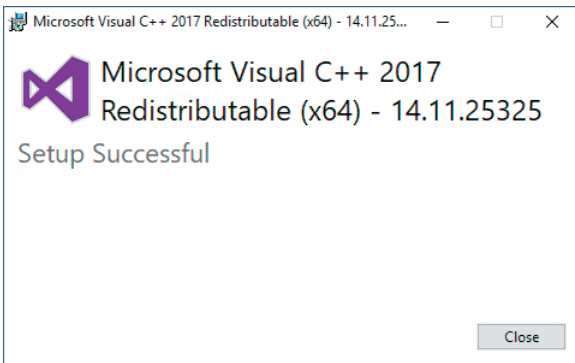 Microsoft Visual C++ 2017 Redistributable (x64) - 14.11.25...
Microsoft Visual C++ 2017
Redistributable (x64) - 14.11.25325
Setup Successful
Close